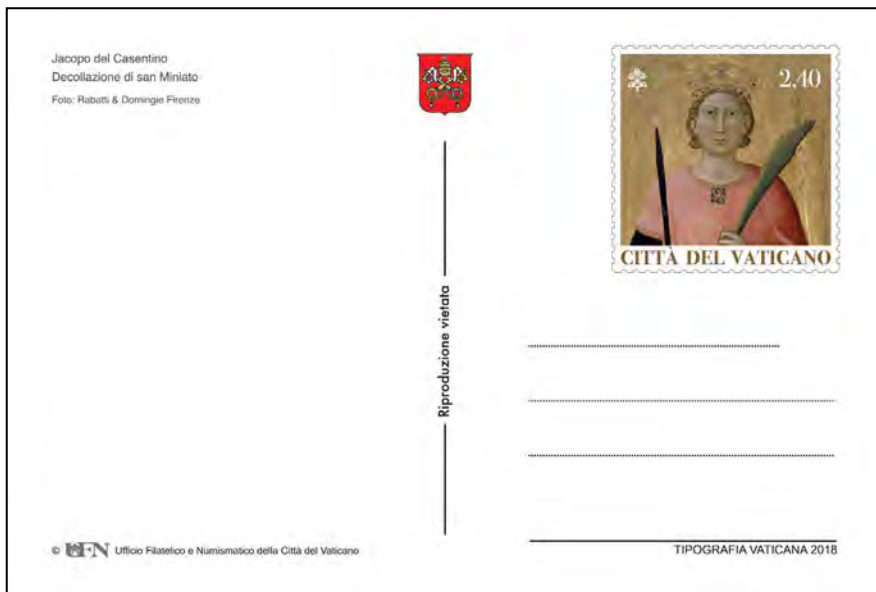 Jacopo del Casentino
Decollazione di san Miniato
Foto: Rabatti & Domingie Firenze
2,40
CITTÀ DEL VATICANO
Riproduzione vietata
© UFN Ufficio Filatelico e Numismatico della Città del Vaticano
TIPOGRAFIA VATICANA 2018